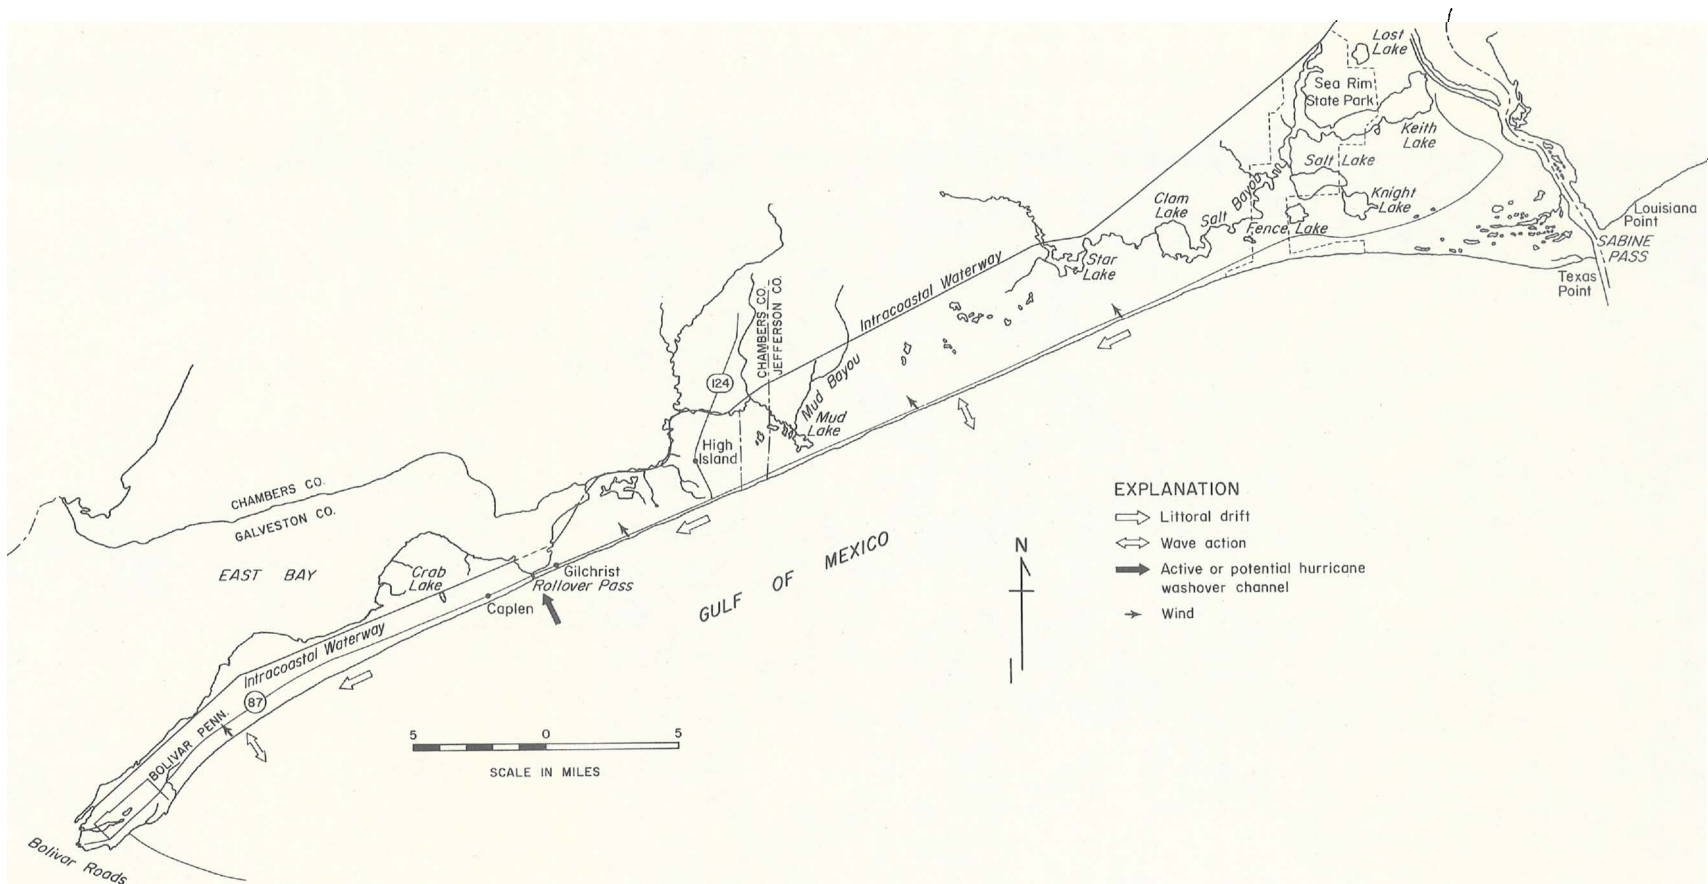 Lost
Lake
Sea Rim
State Park
Keith
Lake
Salt Lake
Knight
Lake
Clam
Lake
Salt Bayou
Fence Lake
Louisiana
Point
SABINE
PASS
Texas
Point
Star
Lake
Intracoastal Waterway
CHAMBERS CO.
JEFFERSON CO.
124
Mud Bayou
Mud
Lake
High
Island
CHAMBERS CO.
GALVESTON CO.
EAST BAY
Crab
Lake
Gilchrist
Rollover Pass
Caplen
GULF OF MEXICO
Intracoastal Waterway
87
BOLIVAR PENN.
Bolivar Roads
EXPLANATION
Littoral drift
Wave action
Active or potential hurricane
washover channel
Wind
N
5 0 5
SCALE IN MILES